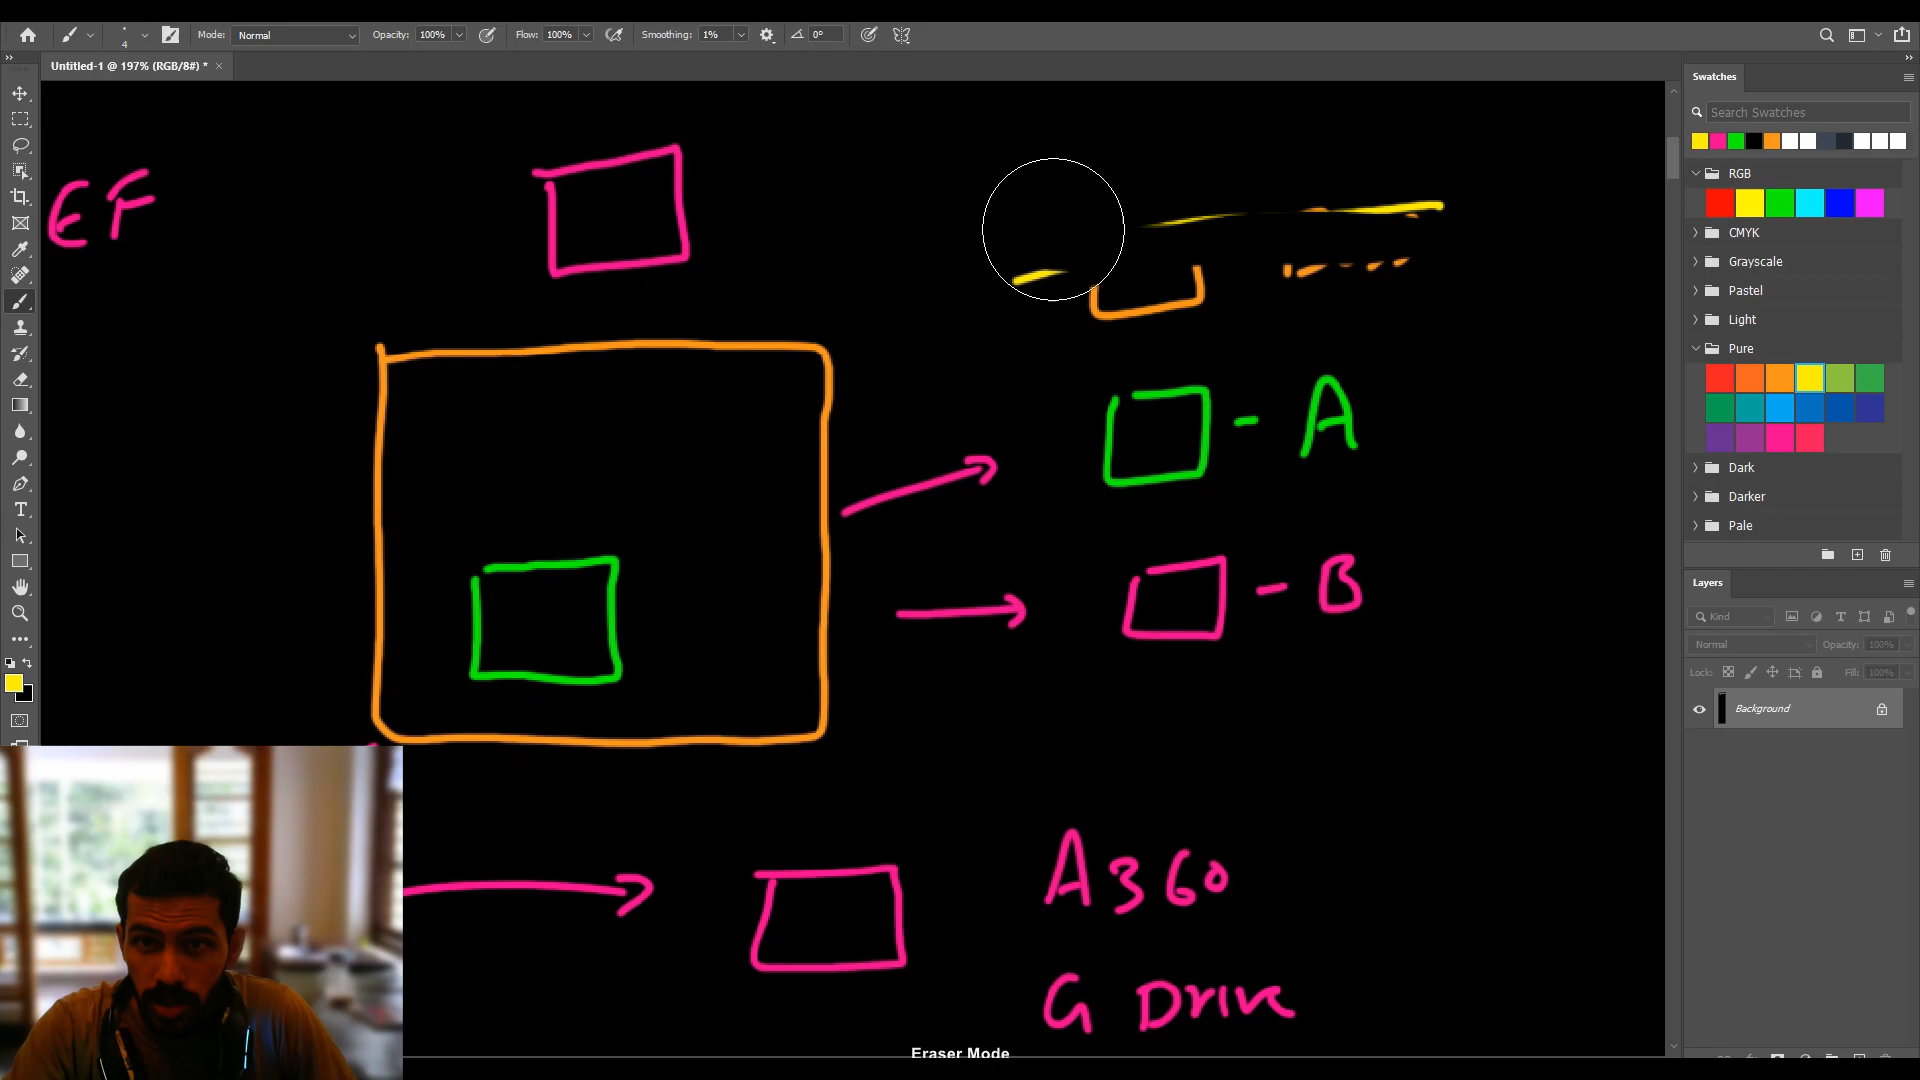 Mode: Normal Opacity: 100% Flow: 100% Smoothing: 1% 0°
4
Untitled-1 @ 197% (RGB/8#) * ×
Swatches
Search Swatches
RGB
CMYK
Grayscale
Pastel
Light
Pure
Dark
Darker
Pale
Layers
Kind
Normal Opacity: 100%
Lock: Fill: 100%
Background
EF
- A
- B
A360
G Drive
Eraser Mode